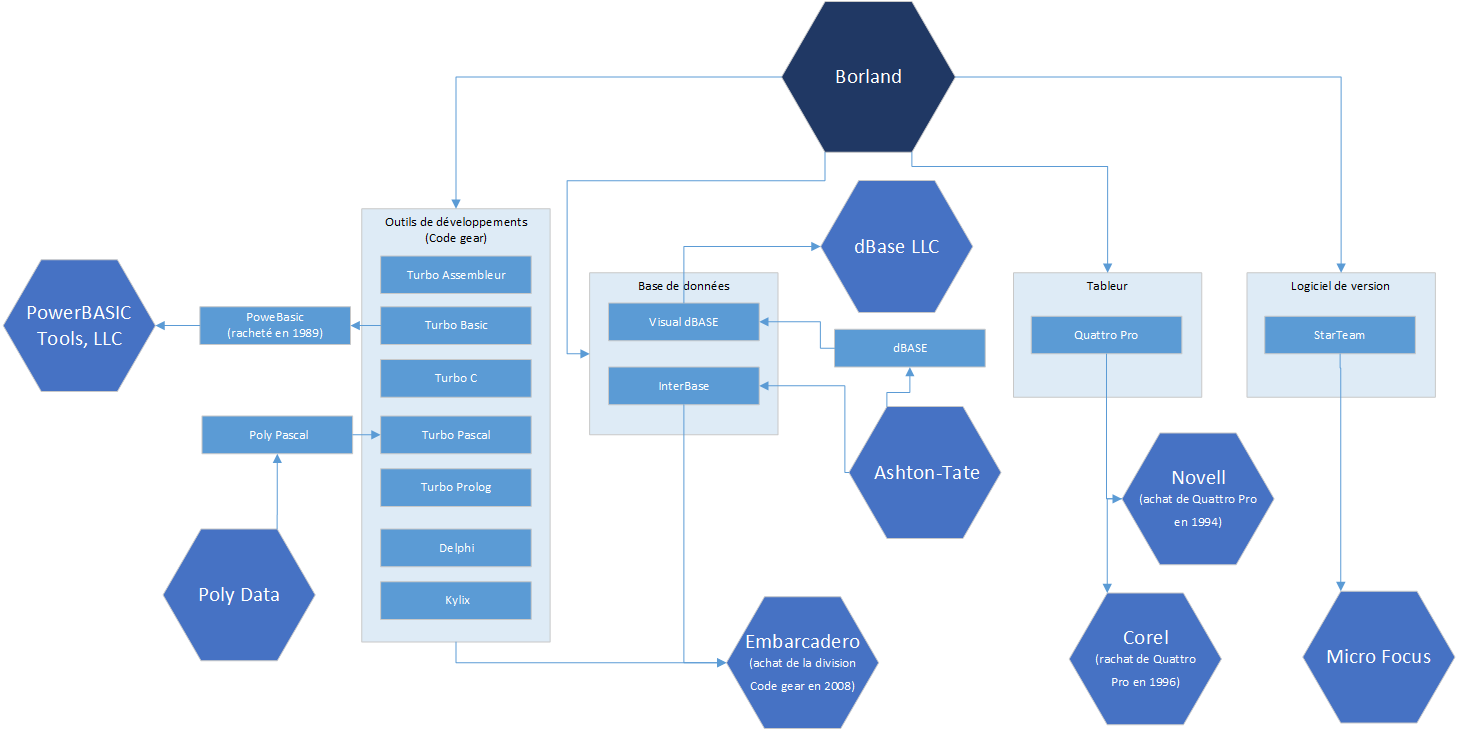 Borland
Outils de développements
(Code gear)
Turbo Assembleur
Turbo Basic
Turbo C
Turbo Pascal
Turbo Prolog
Delphi
Kylix
PowerBASIC
Tools, LLC
PoweBasic
(racheté en 1989)
Poly Pascal
Poly Data
Base de données
Visual dBASE
InterBase
dBase LLC
dBASE
Ashton-Tate
Embarcadero
(achat de la division
Code gear en 2008)
Tableur
Quattro Pro
Novell
(achat de Quattro Pro
en 1994)
Corel
(rachat de Quattro
Pro en 1996)
Logiciel de version
StarTeam
Micro Focus